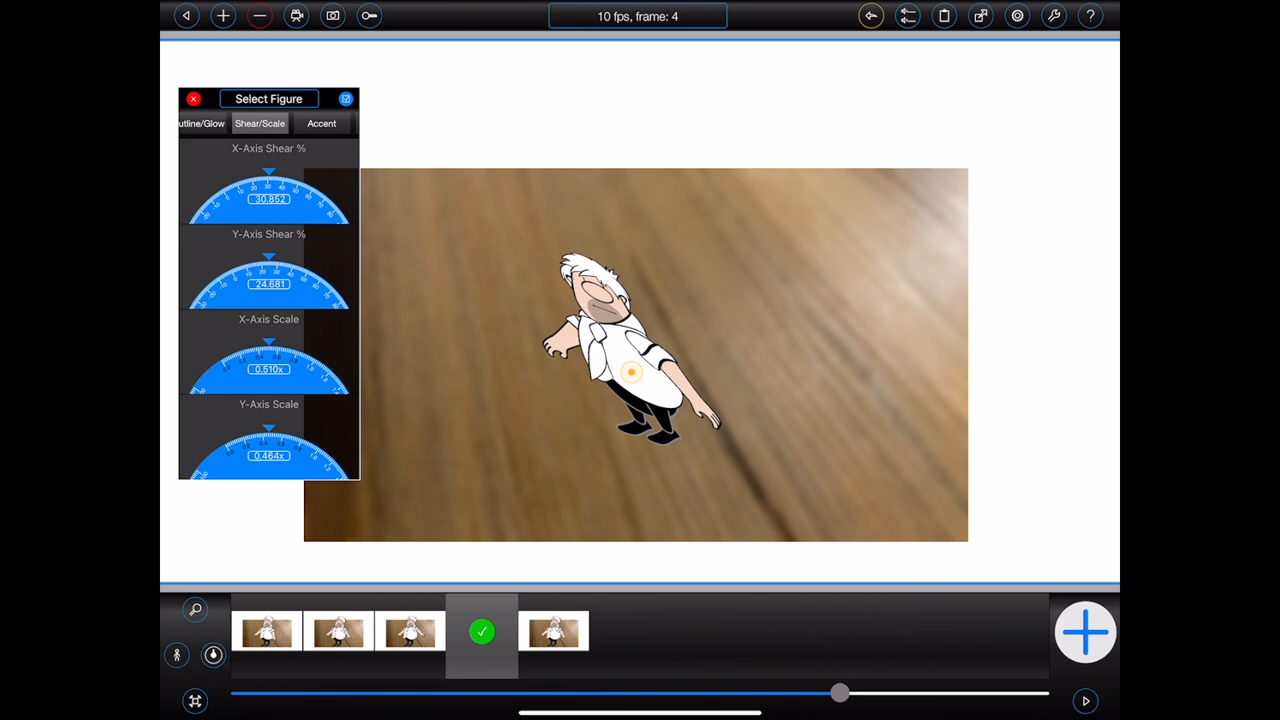 10 fps, frame: 4
?
Select Figure
utline/Glow Shear/Scale Accent
X-Axis Shear %
30.852
Y-Axis Shear %
24.681
X-Axis Scale
0.510x
Y-Axis Scale
0.464x